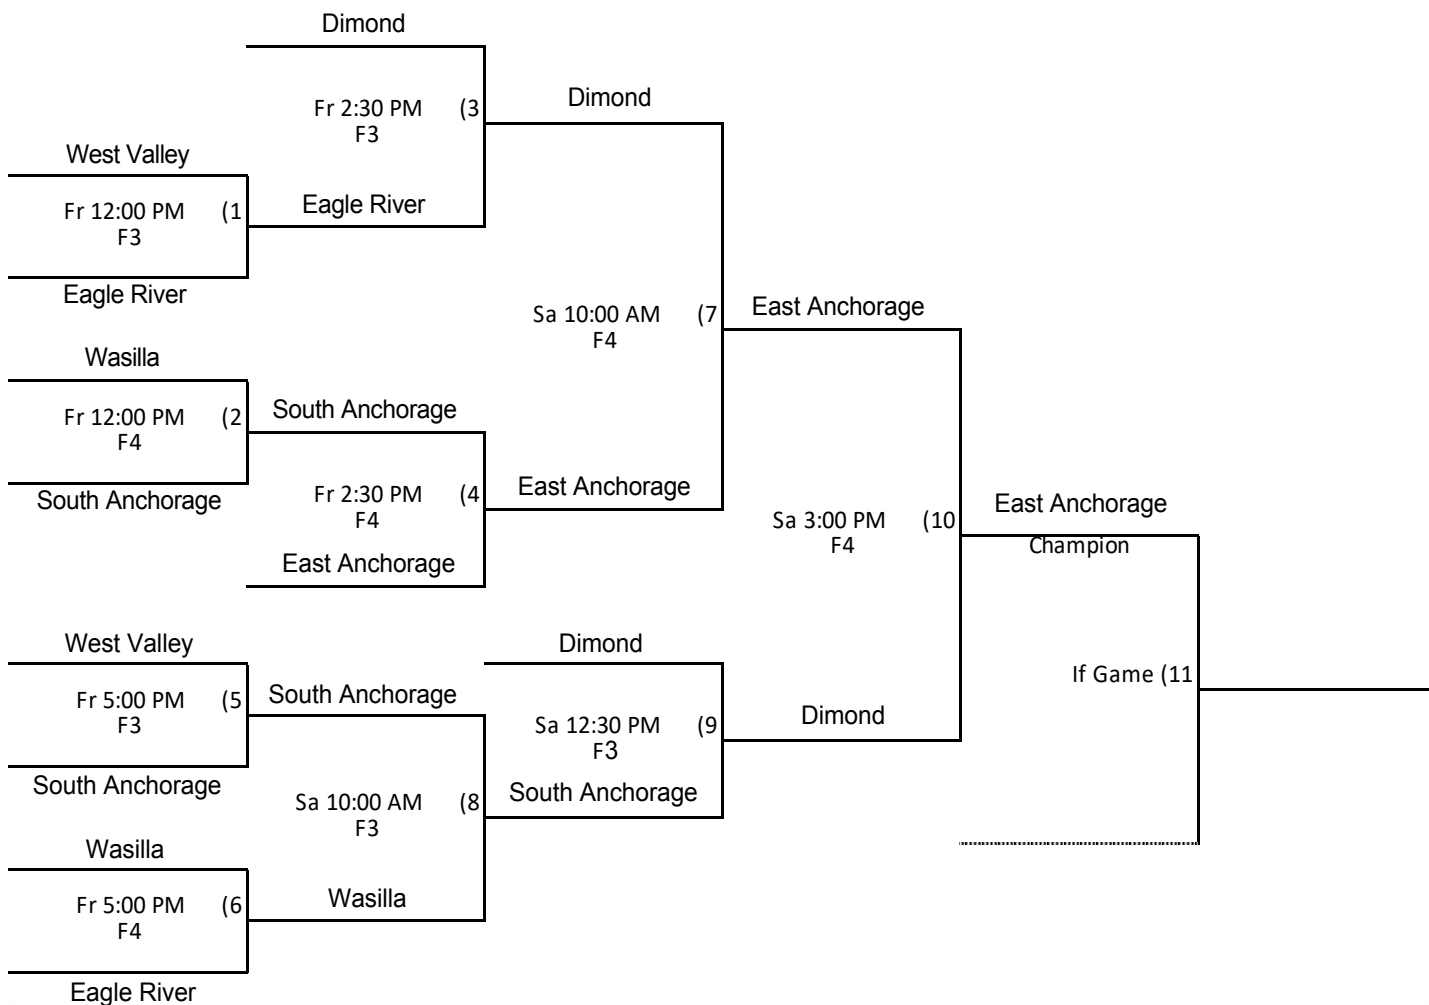 Dimond
Fr 2:30 PM (3
F3
Dimond
West Valley
Fr 12:00 PM (1
F3
Eagle River
Eagle River
Sa 10:00 AM (7
F4
East Anchorage
Wasilla
Fr 12:00 PM (2
F4
South Anchorage
South Anchorage
Fr 2:30 PM (4
F4
East Anchorage
East Anchorage
Sa 3:00 PM (10
F4
East Anchorage
Champion
West Valley
Fr 5:00 PM (5
F3
South Anchorage
South Anchorage
Dimond
Sa 12:30 PM (9
F3
Dimond
If Game (11
Sa 10:00 AM (8
F3
South Anchorage
Wasilla
Fr 5:00 PM (6
F4
Wasilla
Eagle River